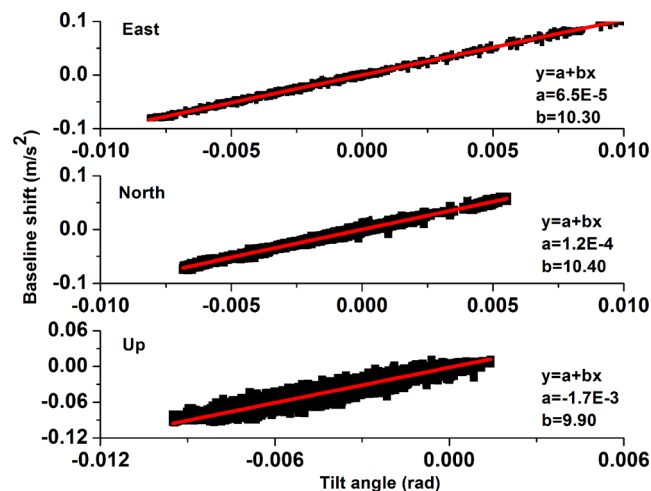 East
0.1
0.0
-0.1
y=a+bx
a=6.5E-5
b=10.30
-0.010 -0.005 0.000 0.005 0.010
North
0.1
0.0
-0.1
y=a+bx
a=1.2E-4
b=10.40
-0.010 -0.005 0.000 0.005 0.010
Up
0.06
0.00
-0.06
-0.12
y=a+bx
a=-1.7E-3
b=9.90
-0.012 -0.006 0.000 0.006
Baseline shift (m/s²)
Tilt angle (rad)